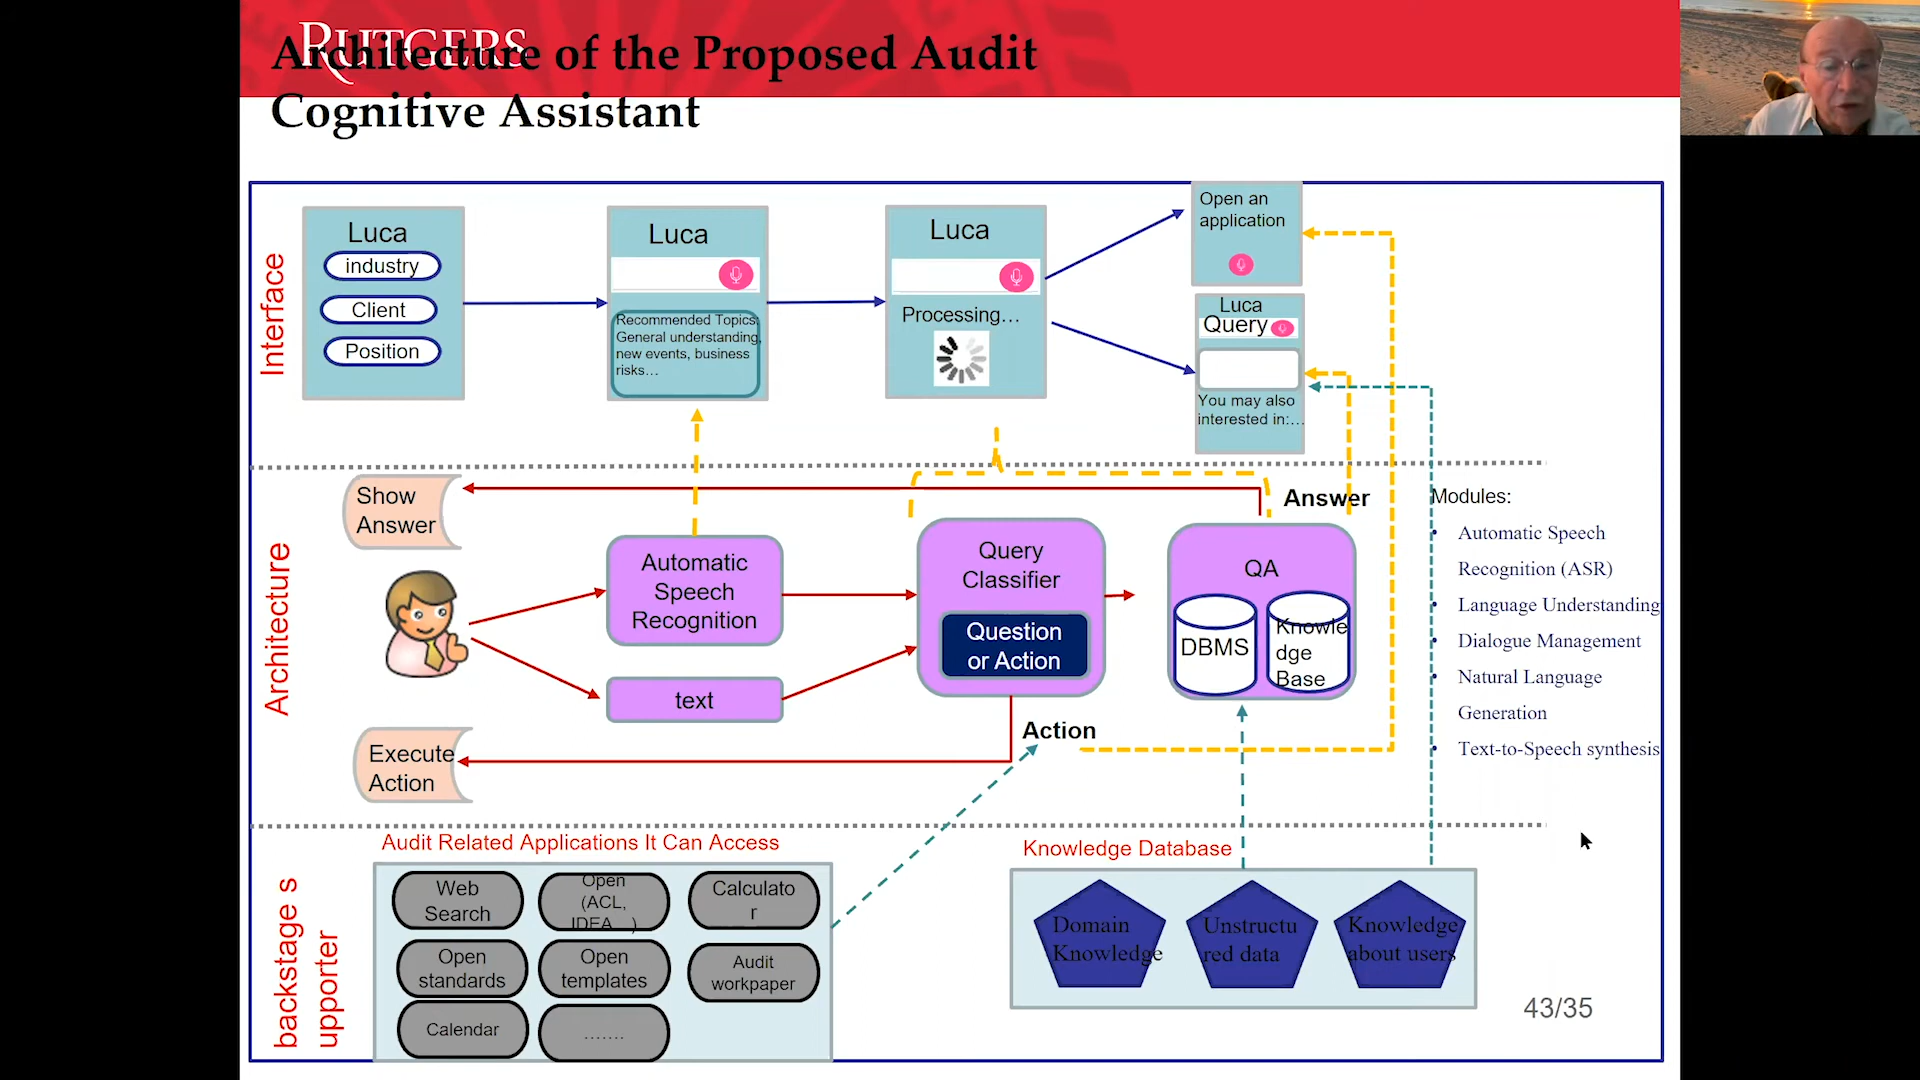 RUTGERS
Architecture of the Proposed Audit
Cognitive Assistant
Interface
Luca
industry
Client
Position
Luca
Recommended Topics:
General understanding,
new events, business
risks…
Luca
Processing…
Open an
application
Luca
Query
You may also
interested in:…
Architecture
Show
Answer
Automatic
Speech
Recognition
text
Query
Classifier
Question
or Action
Answer
QA
DBMS
Knowle
dge
Base
Action
Execute
Action
Modules:
Automatic Speech
Recognition (ASR)
Language Understanding
Dialogue Management
Natural Language
Generation
Text-to-Speech synthesis
backstage s
upporter
Audit Related Applications It Can Access
Web
Search
Open
(ACL,
IDEA…)
Calculato
r
Open
standards
Open
templates
Audit
workpaper
Calendar
…….
Knowledge Database
Domain
Knowledge
Unstructu
red data
Knowledge
about users
43/35